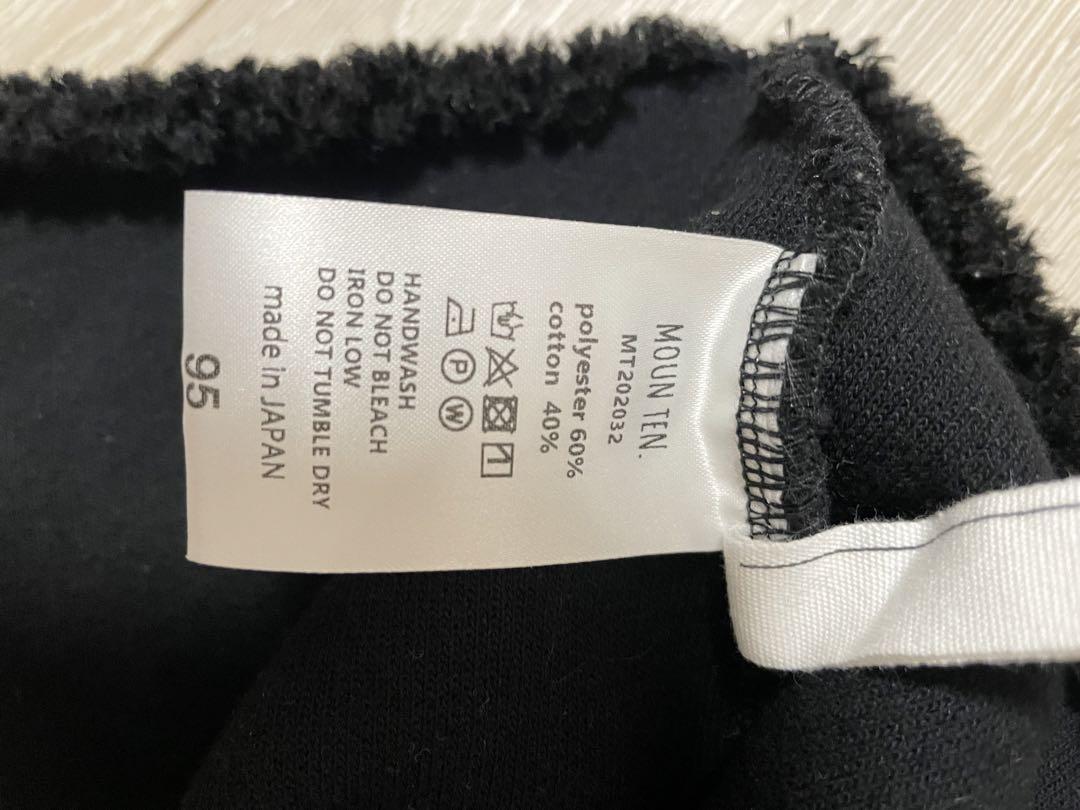 MOUN TEN.
MT202032
polyester 60%
cotton 40%
P W
HANDWASH
DO NOT BLEACH
IRON LOW
DO NOT TUMBLE DRY
made in JAPAN
95